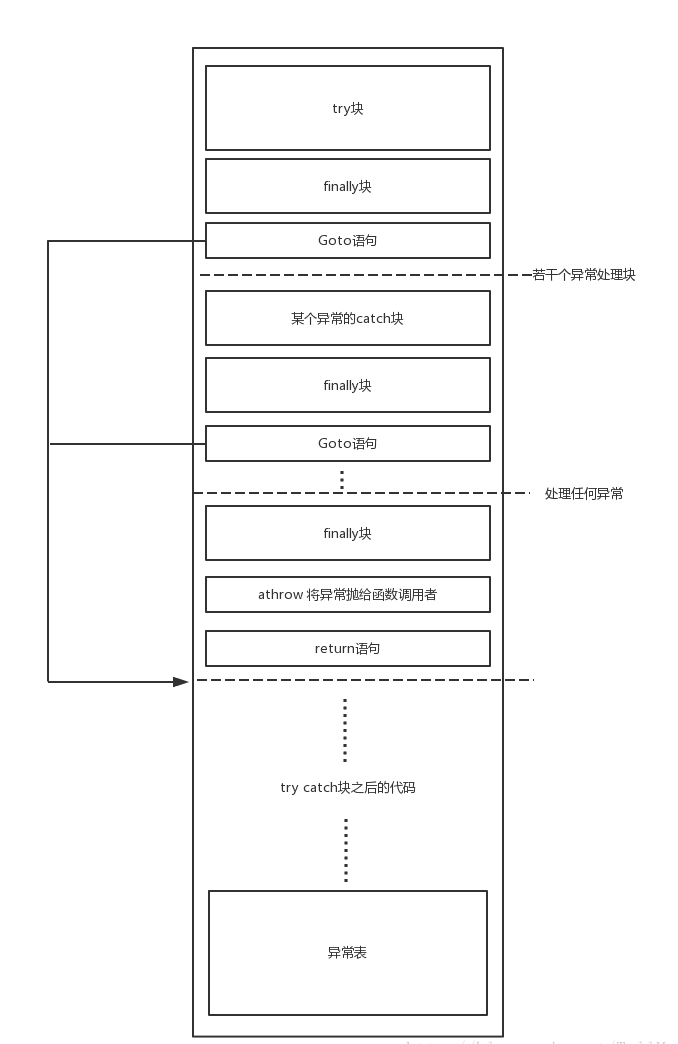 try块
finally块
Goto语句
若干个异常处理块
某个异常的catch块
finally块
Goto语句
处理任何异常
finally块
athrow 将异常抛给函数调用者
return语句
try catch块之后的代码
异常表